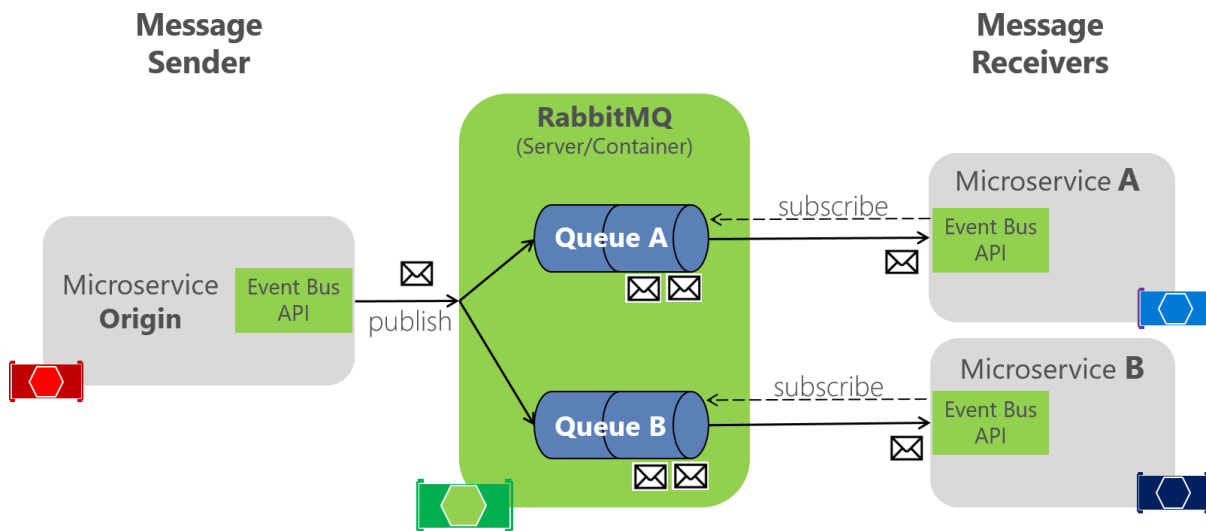 Message
Sender
Message
Receivers
RabbitMQ
(Server/Container)
Microservice
Origin
Event Bus
API
publish
Queue A
Queue B
subscribe
Microservice A
Event Bus
API
subscribe
Microservice B
Event Bus
API